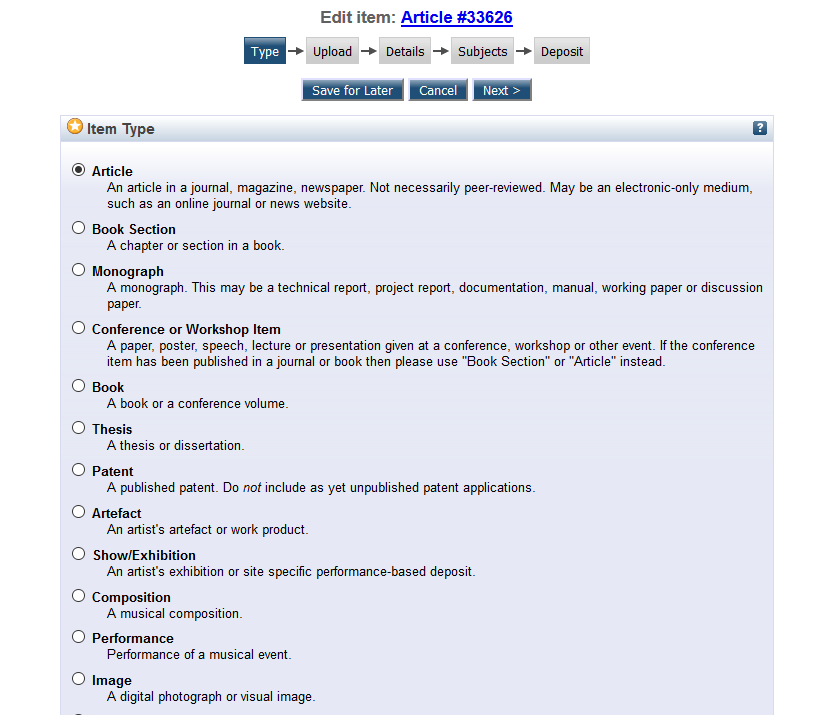 Edit item: Article #33626
Type Upload Details Subjects Deposit
Save for Later Cancel Next >
Item Type ?
Article
An article in a journal, magazine, newspaper. Not necessarily peer-reviewed. May be an electronic-only medium,
such as an online journal or news website.
Book Section
A chapter or section in a book.
Monograph
A monograph. This may be a technical report, project report, documentation, manual, working paper or discussion
paper.
Conference or Workshop Item
A paper, poster, speech, lecture or presentation given at a conference, workshop or other event. If the conference
item has been published in a journal or book then please use "Book Section" or "Article" instead.
Book
A book or a conference volume.
Thesis
A thesis or dissertation.
Patent
A published patent. Do not include as yet unpublished patent applications.
Artefact
An artist's artefact or work product.
Show/Exhibition
An artist's exhibition or site specific performance-based deposit.
Composition
A musical composition.
Performance
Performance of a musical event.
Image
A digital photograph or visual image.